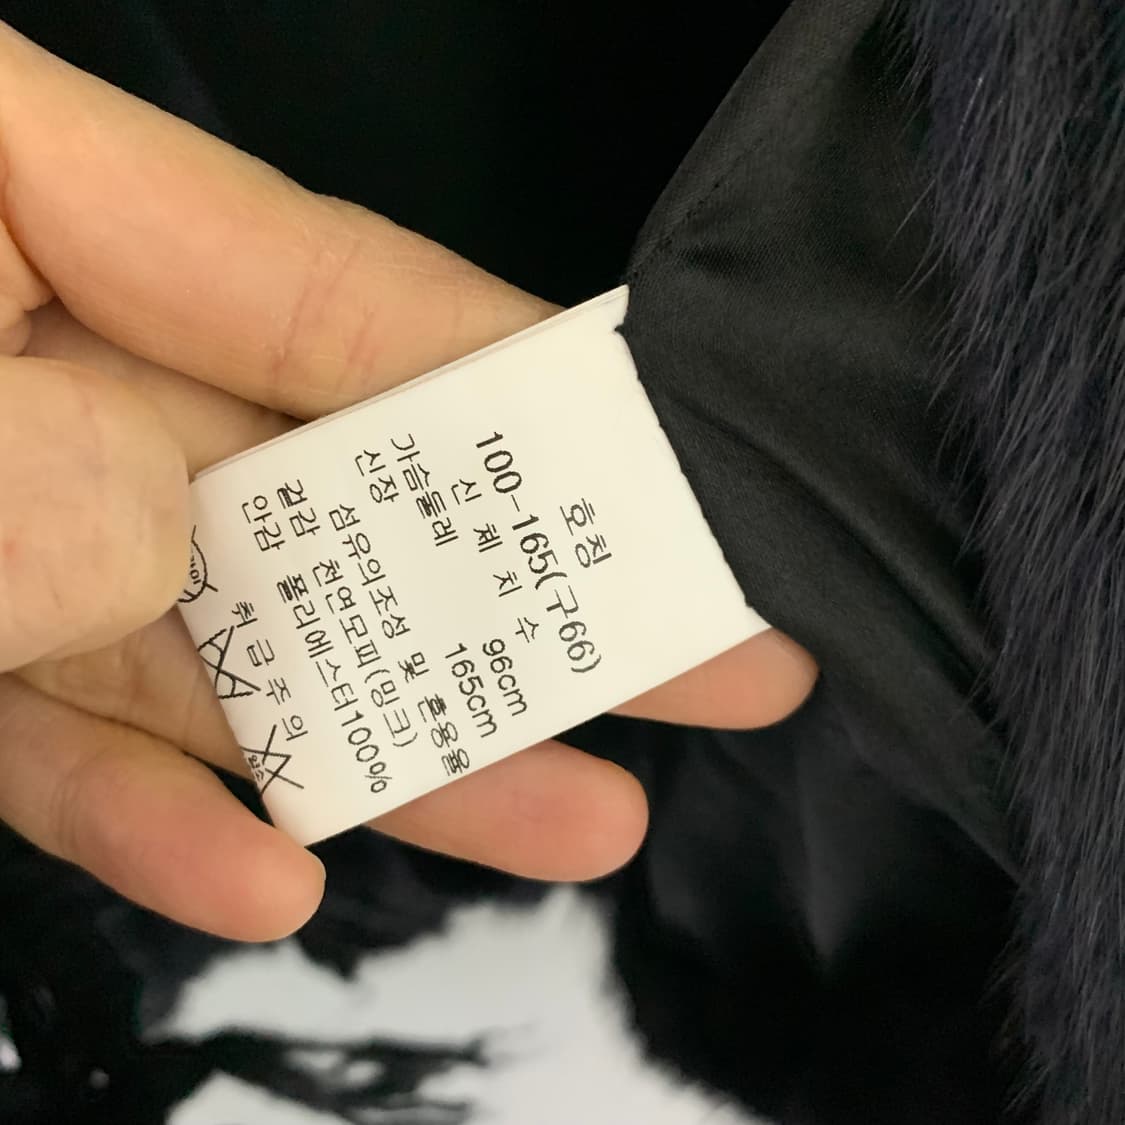 호칭
100-165(구66)
신 체 치 수
가슴둘레 96cm
신장 165cm
섬유의조성 및 혼용율
겉감 천연모피(밍크)
안감 폴리에스터100%
취 급 주 의